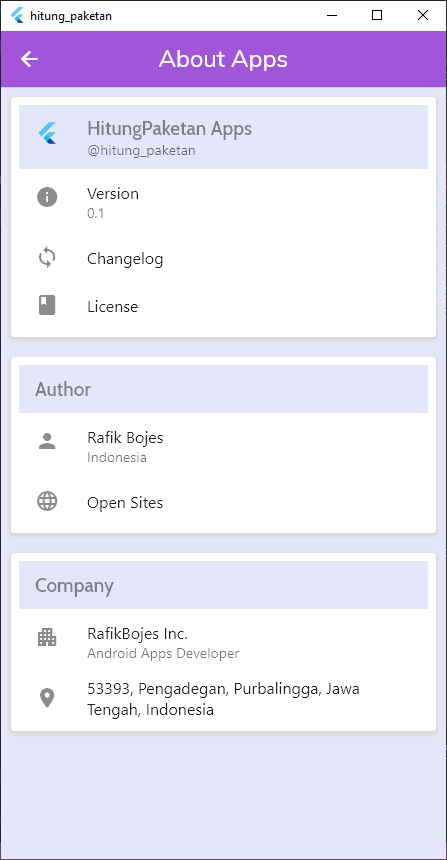 hitung_paketan
About Apps
HitungPaketan Apps
@hitung_paketan
Version
0.1
Changelog
License
Author
Rafik Bojes
Indonesia
Open Sites
Company
RafikBojes Inc.
Android Apps Developer
53393, Pengadegan, Purbalingga, Jawa
Tengah, Indonesia